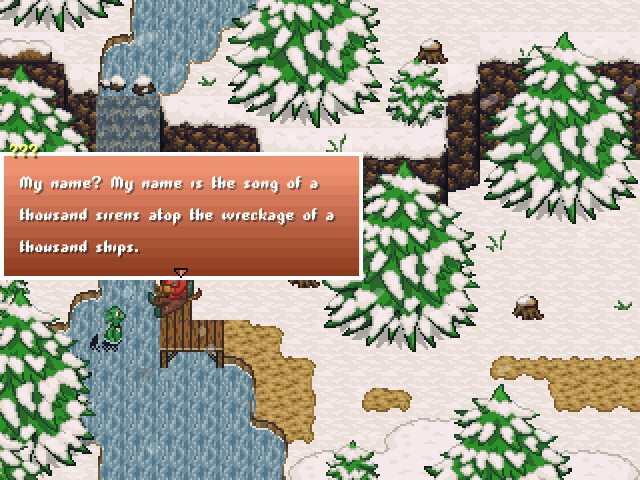 ???
My name? My name is the song of a
thousand sirens atop the wreckage of a
thousand ships.